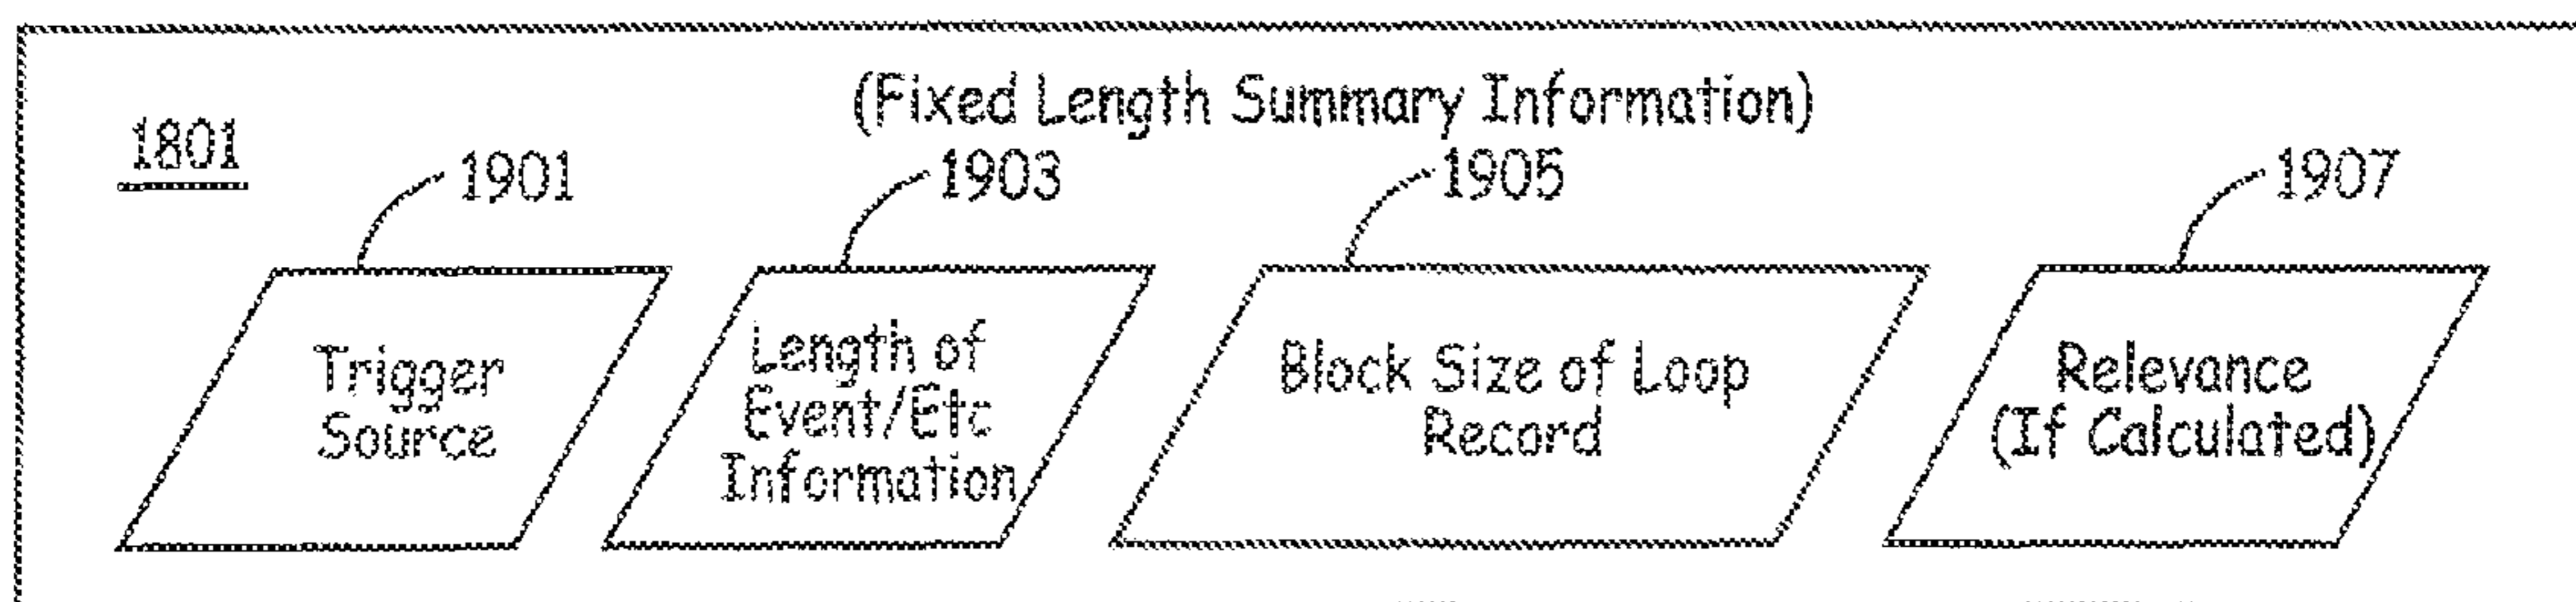 (Fixed Length Summary Information)
1801
1901
1903
1905
1907
Trigger
Source
Length of
Event/Etc
Information
Block Size of Loop
Record
Relevance
(If Calculated)